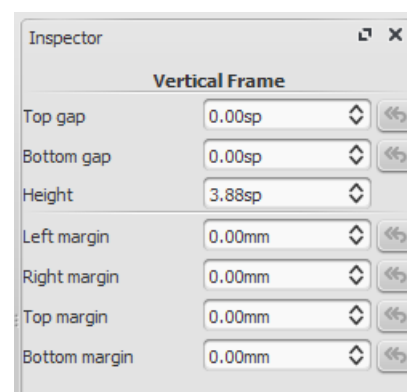 Inspector
Vertical Frame
Top gap 0.00sp
Bottom gap 0.00sp
Height 3.88sp
Left margin 0.00mm
Right margin 0.00mm
Top margin 0.00mm
Bottom margin 0.00mm